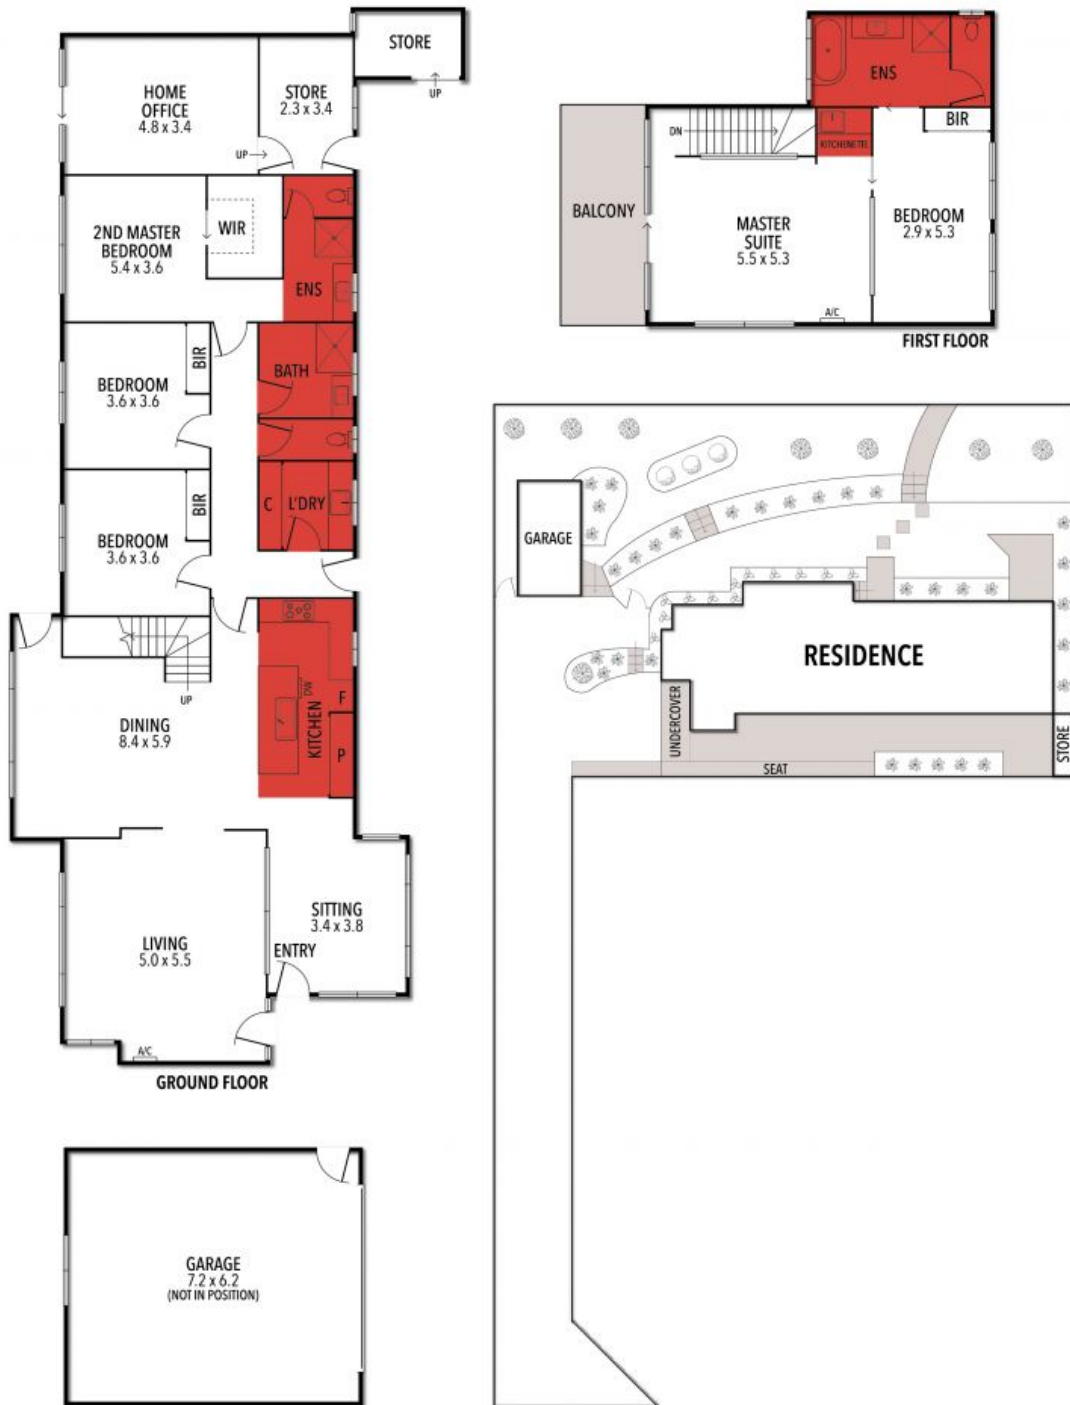 STORE
UP
HOME
OFFICE
4.8 x 3.4
STORE
2.3 x 3.4
UP
2ND MASTER
BEDROOM
5.4 x 3.6
WIR
ENS
BEDROOM
3.6 x 3.6
BIR
BATH
BEDROOM
3.6 x 3.6
BIR
C
L'DRY
UP
DINING
8.4 x 5.9
KITCHEN
DW
F
P
LIVING
5.0 x 5.5
SITTING
3.4 x 3.8
ENTRY
A/C
GROUND FLOOR
GARAGE
7.2 x 6.2
(NOT IN POSITION)
ENS
BIR
DN
KITCHENETTE
BALCONY
MASTER
SUITE
5.5 x 5.3
BEDROOM
2.9 x 5.3
A/C
FIRST FLOOR
GARAGE
RESIDENCE
UNDERCOVER
SEAT
STORE